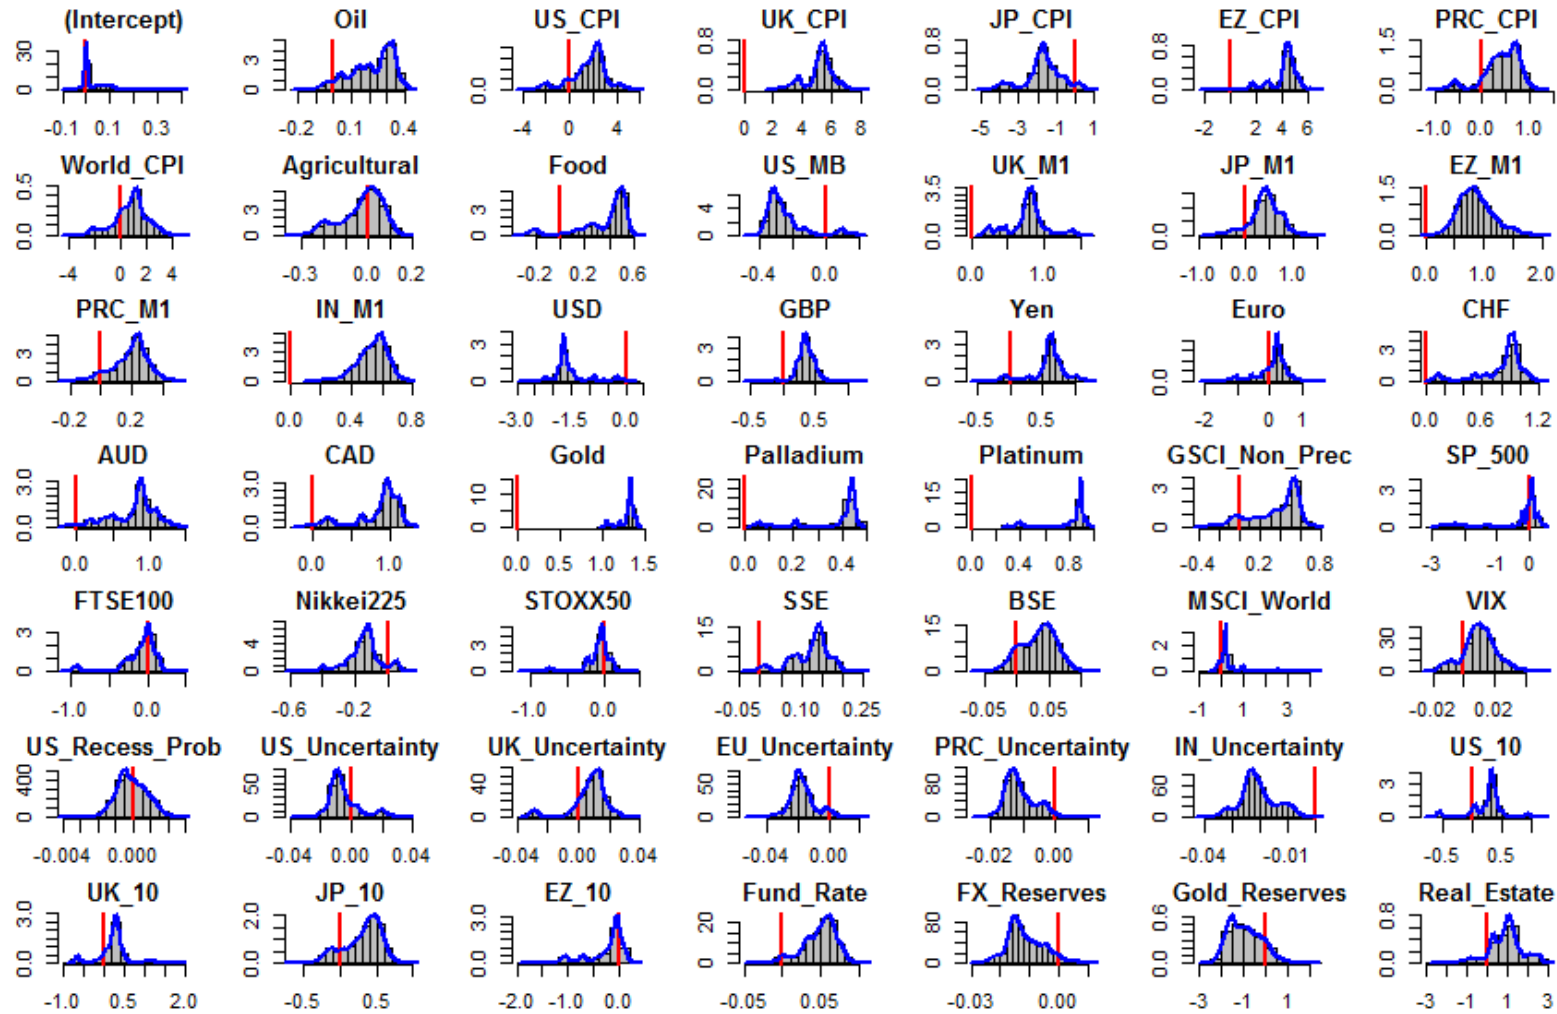 (Intercept) Oil US_CPI UK_CPI JP_CPI EZ_CPI PRC_CPI
0 30 3 0.0 0.0 0.8 0.0 0.8 0.0 0.8 0.0 1.5
-0.1 0.1 0.3 -0.2 0.1 0.4 -4 0 4 0 2 4 6 8 -5 -3 -1 1 -2 2 4 6 -1.0 0.0 1.0
World_CPI Agricultural Food US_MB UK_M1 JP_M1 EZ_M1
0.0 0.5 0 3 0 3 0 4 0.0 3.5 0.0 0.0 1.5
-4 0 2 4 -0.3 0.0 0.2 -0.2 0.2 0.6 -0.4 0.0 0.0 1.0 -1.0 0.0 1.0 0.0 1.0 2.0
PRC_M1 IN_M1 USD GBP Yen Euro CHF
0 3 0 3 0 3 0 3 0 3 0.0 0 3
-0.2 0.2 0.0 0.4 0.8 -3.0 -1.5 0.0 -0.5 0.5 -0.5 0.5 -2 0 1 0.0 0.6 1.2
AUD CAD Gold Palladium Platinum GSCI_Non_Prec SP_500
0.0 3.0 0.0 3.0 0 10 0 20 0 15 0 3 0 3
0.0 1.0 0.0 1.0 0.0 1.0 1.5 0.0 0.2 0.4 0.0 0.4 0.8 -0.4 0.2 0.8 -3 -1 0
FTSE100 Nikkei225 STOXX50 SSE BSE MSCI_World VIX
0 3 0 4 0 3 0 15 0 15 0 2 0 30
-1.0 0.0 -0.6 -0.2 -1.0 0.0 -0.05 0.10 0.25 -0.05 0.05 -1 1 3 -0.02 0.02
US_Recess_Prob US_Uncertainty UK_Uncertainty EU_Uncertainty PRC_Uncertainty IN_Uncertainty US_10
0 400 0 50 0 40 0 50 0 80 0 60 0 3
-0.004 0.000 -0.04 0.00 0.04 -0.04 0.00 0.04 -0.04 0.00 -0.02 0.00 -0.04 -0.01 -0.5 0.5
UK_10 JP_10 EZ_10 Fund_Rate FX_Reserves Gold_Reserves Real_Estate
0.0 3.0 0.0 2.0 0.0 3.0 0 20 0 80 0.0 0.6 0.0 0.8
-1.0 0.5 2.0 -0.5 0.5 -2.0 -1.0 0.0 -0.05 0.05 -0.03 0.00 -3 -1 1 -3 -1 1 3